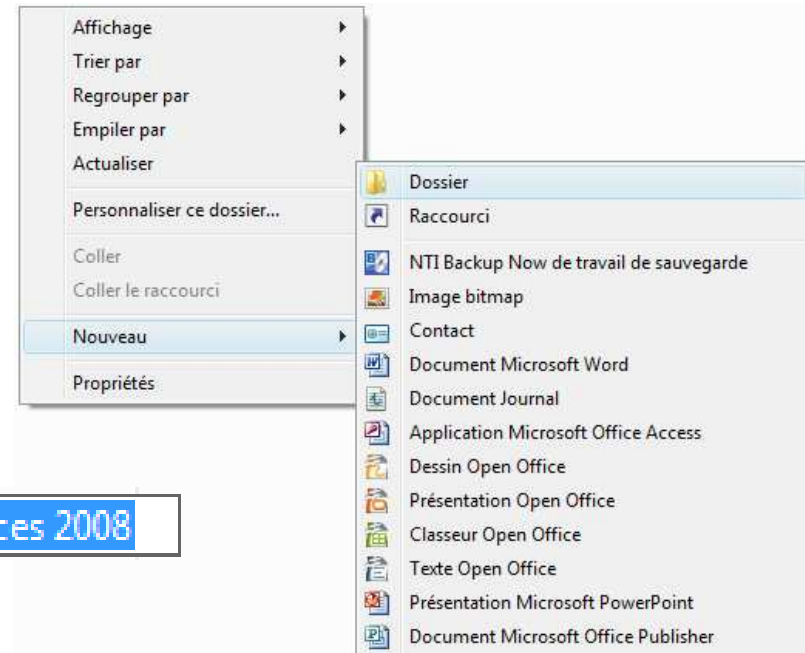 Affichage
Trier par
Regrouper par
Empiler par
Actualiser
Personnaliser ce dossier...
Coller
Coller le raccourci
Nouveau
Propriétés
Dossier
Raccourci
NTI Backup Now de travail de sauvegarde
Image bitmap
Contact
Document Microsoft Word
Document Journal
Application Microsoft Office Access
Dessin Open Office
Présentation Open Office
Classeur Open Office
Texte Open Office
Présentation Microsoft PowerPoint
Document Microsoft Office Publisher
2008